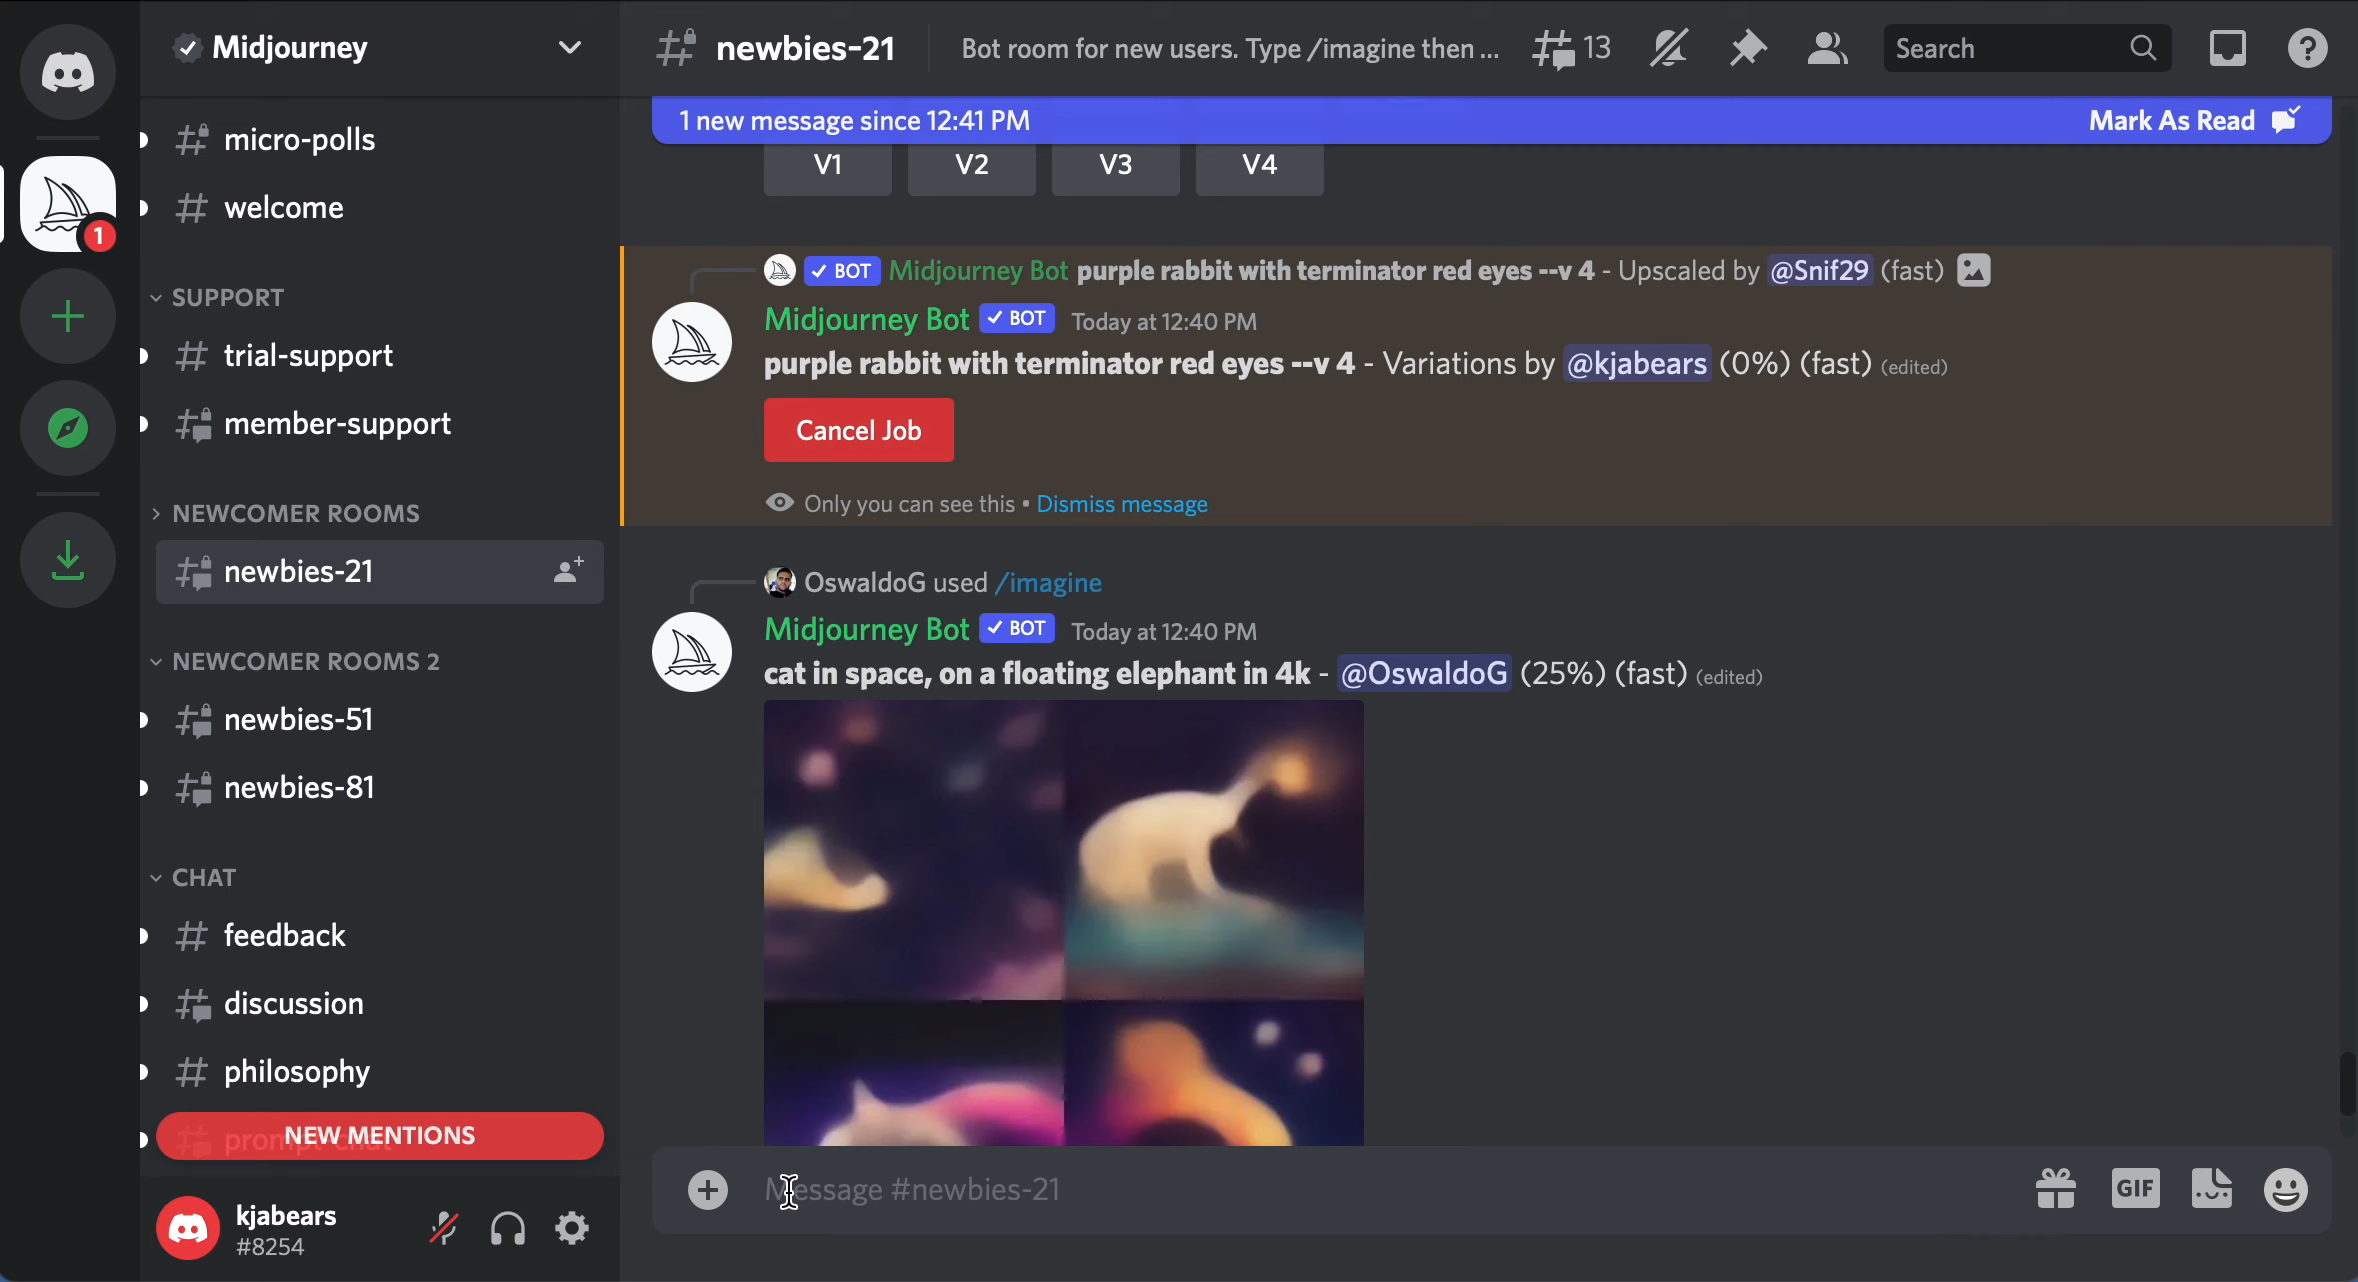 Midjourney
micro-polls
welcome
SUPPORT
trial-support
member-support
NEWCOMER ROOMS
newbies-21
NEWCOMER ROOMS 2
newbies-51
newbies-81
CHAT
feedback
discussion
philosophy
prompt-chat
NEW MENTIONS
kjabears
#8254
1
newbies-21
Bot room for new users. Type /imagine then ...
13
Search
1 new message since 12:41 PM
Mark As Read
V1 V2 V3 V4
BOT Midjourney Bot purple rabbit with terminator red eyes --v 4 - Upscaled by @Snif29 (fast)
Midjourney Bot BOT Today at 12:40 PM
purple rabbit with terminator red eyes --v 4 - Variations by @kjabears (0%) (fast) (edited)
Cancel Job
Only you can see this • Dismiss message
OswaldoG used /imagine
Midjourney Bot BOT Today at 12:40 PM
cat in space, on a floating elephant in 4k - @OswaldoG (25%) (fast) (edited)
Message #newbies-21
GIF